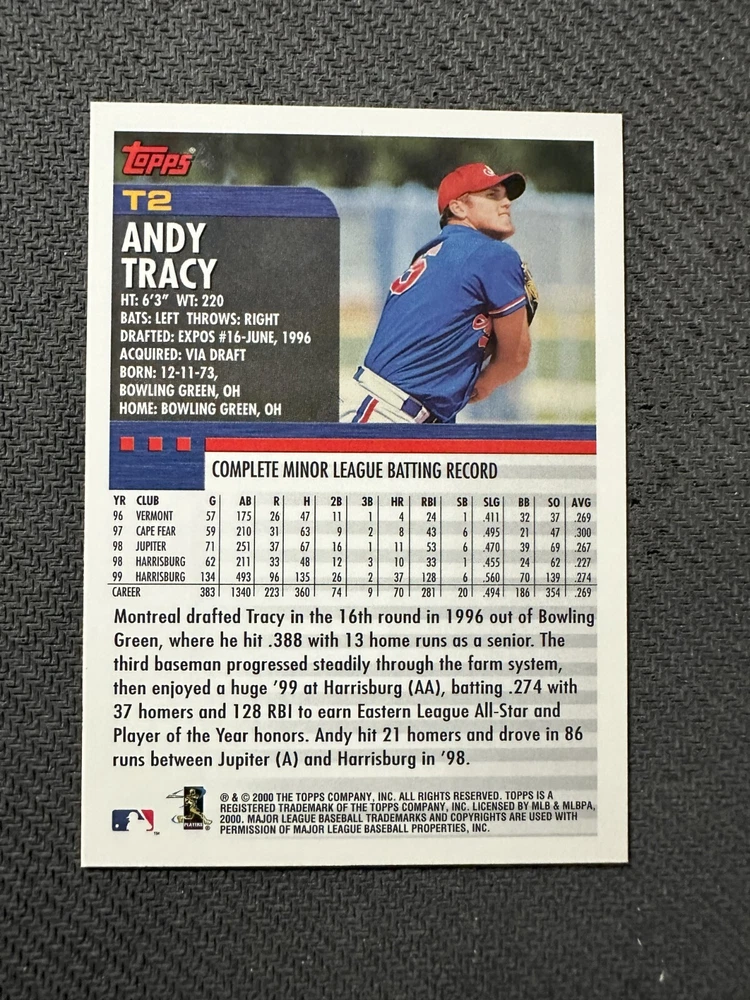 Topps
T2
ANDY
TRACY
HT: 6'3" WT: 220
BATS: LEFT THROWS: RIGHT
DRAFTED: EXPOS #16-JUNE, 1996
ACQUIRED: VIA DRAFT
BORN: 12-11-73,
BOWLING GREEN, OH
HOME: BOWLING GREEN, OH
5
COMPLETE MINOR LEAGUE BATTING RECORD
YR CLUB G AB R H 2B 3B HR RBI SB SLG BB SO AVG
96 VERMONT 57 175 26 47 11 1 4 24 1 .411 32 37 .269
97 CAPE FEAR 59 210 31 63 9 2 8 43 6 .495 21 47 .300
98 JUPITER 71 251 37 67 16 1 11 53 6 .470 39 69 .267
98 HARRISBURG 62 211 33 48 12 3 10 33 1 .455 24 62 .227
99 HARRISBURG 134 493 96 135 26 2 37 128 6 .560 70 139 .274
CAREER 383 1340 223 360 74 9 70 281 20 .494 186 354 .269
Montreal drafted Tracy in the 16th round in 1996 out of Bowling
Green, where he hit .388 with 13 home runs as a senior. The
third baseman progressed steadily through the farm system,
then enjoyed a huge '99 at Harrisburg (AA), batting .274 with
37 homers and 128 RBI to earn Eastern League All-Star and
Player of the Year honors. Andy hit 21 homers and drove in 86
runs between Jupiter (A) and Harrisburg in '98.
® & © 2000 THE TOPPS COMPANY, INC. ALL RIGHTS RESERVED. TOPPS IS A
REGISTERED TRADEMARK OF THE TOPPS COMPANY, INC. LICENSED BY MLB & MLBPA,
2000. MAJOR LEAGUE BASEBALL TRADEMARKS AND COPYRIGHTS ARE USED WITH
PERMISSION OF MAJOR LEAGUE BASEBALL PROPERTIES, INC.
PLAYERS